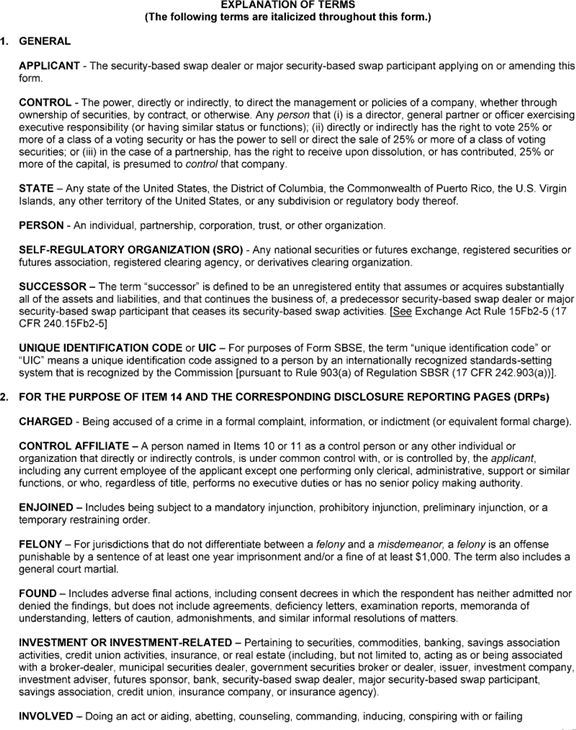 EXPLANATION OF TERMS
(The following terms are italicized throughout this form.)
1. GENERAL
APPLICANT - The security-based swap dealer or major security-based swap participant applying on or amending this
form.
CONTROL - The power, directly or indirectly, to direct the management or policies of a company, whether through
ownership of securities, by contract, or otherwise. Any person that (i) is a director, general partner or officer exercising
executive responsibility (or having similar status or functions); (ii) directly or indirectly has the right to vote 25% or
more of a class of a voting security or has the power to sell or direct the sale of 25% or more of a class of voting
securities; or (iii) in the case of a partnership, has the right to receive upon dissolution, or has contributed, 25% or
more of the capital, is presumed to control that company.
STATE – Any state of the United States, the District of Columbia, the Commonwealth of Puerto Rico, the U.S. Virgin
Islands, any other territory of the United States, or any subdivision or regulatory body thereof.
PERSON - An individual, partnership, corporation, trust, or other organization.
SELF-REGULATORY ORGANIZATION (SRO) - Any national securities or futures exchange, registered securities or
futures association, registered clearing agency, or derivatives clearing organization.
SUCCESSOR – The term “successor” is defined to be an unregistered entity that assumes or acquires substantially
all of the assets and liabilities, and that continues the business of, a predecessor security-based swap dealer or major
security-based swap participant that ceases its security-based swap activities. [See Exchange Act Rule 15Fb2-5 (17
CFR 240.15Fb2-5]
UNIQUE IDENTIFICATION CODE or UIC – For purposes of Form SBSE, the term “unique identification code” or
“UIC” means a unique identification code assigned to a person by an internationally recognized standards-setting
system that is recognized by the Commission [pursuant to Rule 903(a) of Regulation SBSR (17 CFR 242.903(a))].
2. FOR THE PURPOSE OF ITEM 14 AND THE CORRESPONDING DISCLOSURE REPORTING PAGES (DRPs)
CHARGED - Being accused of a crime in a formal complaint, information, or indictment (or equivalent formal charge).
CONTROL AFFILIATE – A person named in Items 10 or 11 as a control person or any other individual or
organization that directly or indirectly controls, is under common control with, or is controlled by, the applicant,
including any current employee of the applicant except one performing only clerical, administrative, support or similar
functions, or who, regardless of title, performs no executive duties or has no senior policy making authority.
ENJOINED – Includes being subject to a mandatory injunction, prohibitory injunction, preliminary injunction, or a
temporary restraining order.
FELONY – For jurisdictions that do not differentiate between a felony and a misdemeanor, a felony is an offense
punishable by a sentence of at least one year imprisonment and/or a fine of at least $1,000. The term also includes a
general court martial.
FOUND – Includes adverse final actions, including consent decrees in which the respondent has neither admitted nor
denied the findings, but does not include agreements, deficiency letters, examination reports, memoranda of
understanding, letters of caution, admonishments, and similar informal resolutions of matters.
INVESTMENT OR INVESTMENT-RELATED – Pertaining to securities, commodities, banking, savings association
activities, credit union activities, insurance, or real estate (including, but not limited to, acting as or being associated
with a broker-dealer, municipal securities dealer, government securities broker or dealer, issuer, investment company,
investment adviser, futures sponsor, bank, security-based swap dealer, major security-based swap participant,
savings association, credit union, insurance company, or insurance agency).
INVOLVED – Doing an act or aiding, abetting, counseling, commanding, inducing, conspiring with or failing